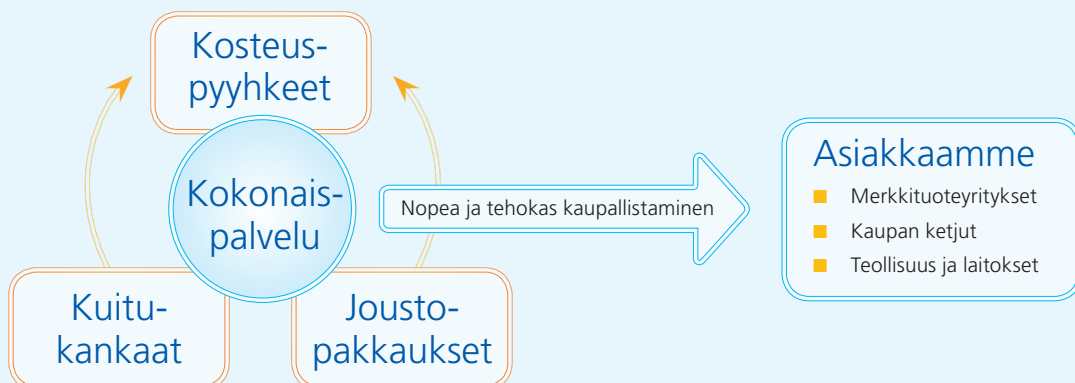 Kosteus-
pyyhkeet
Kokonais-
palvelu
Kuitu-
kankaat
Jousto-
pakkaukset
Nopea ja tehokas kaupallistaminen
Asiakkaamme
Merkkituoteyritykset
Kaupan ketjut
Teollisuus ja laitokset